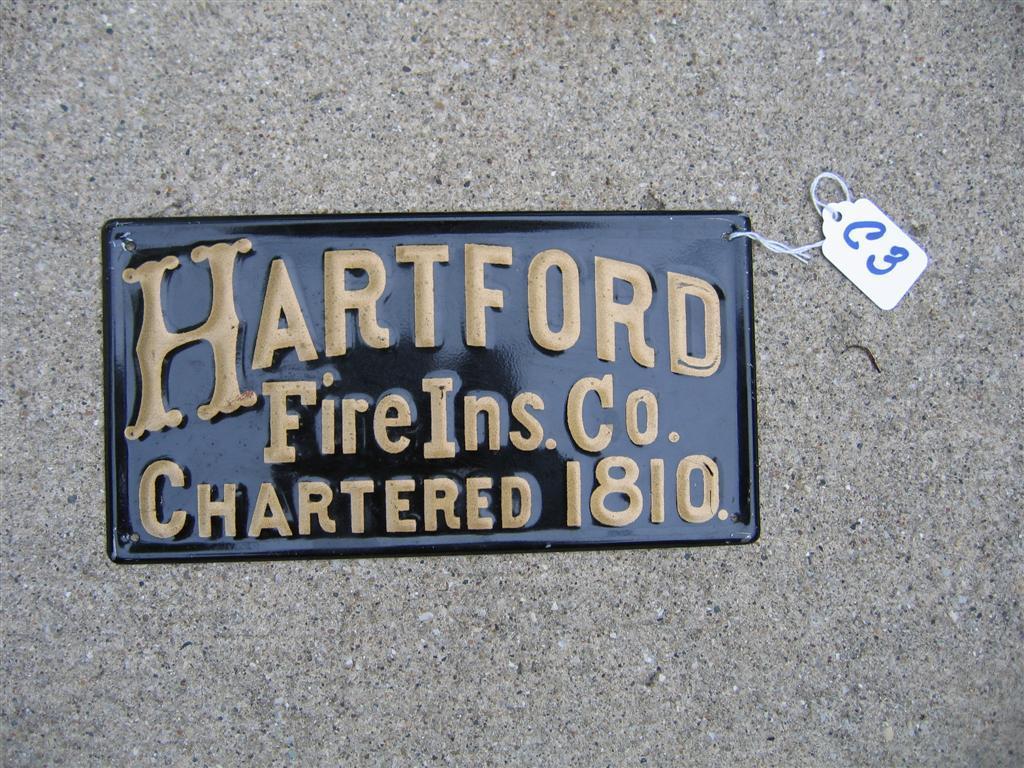 HARTFORD
Fire Ins. Co.
CHARTERED 1810.
C3